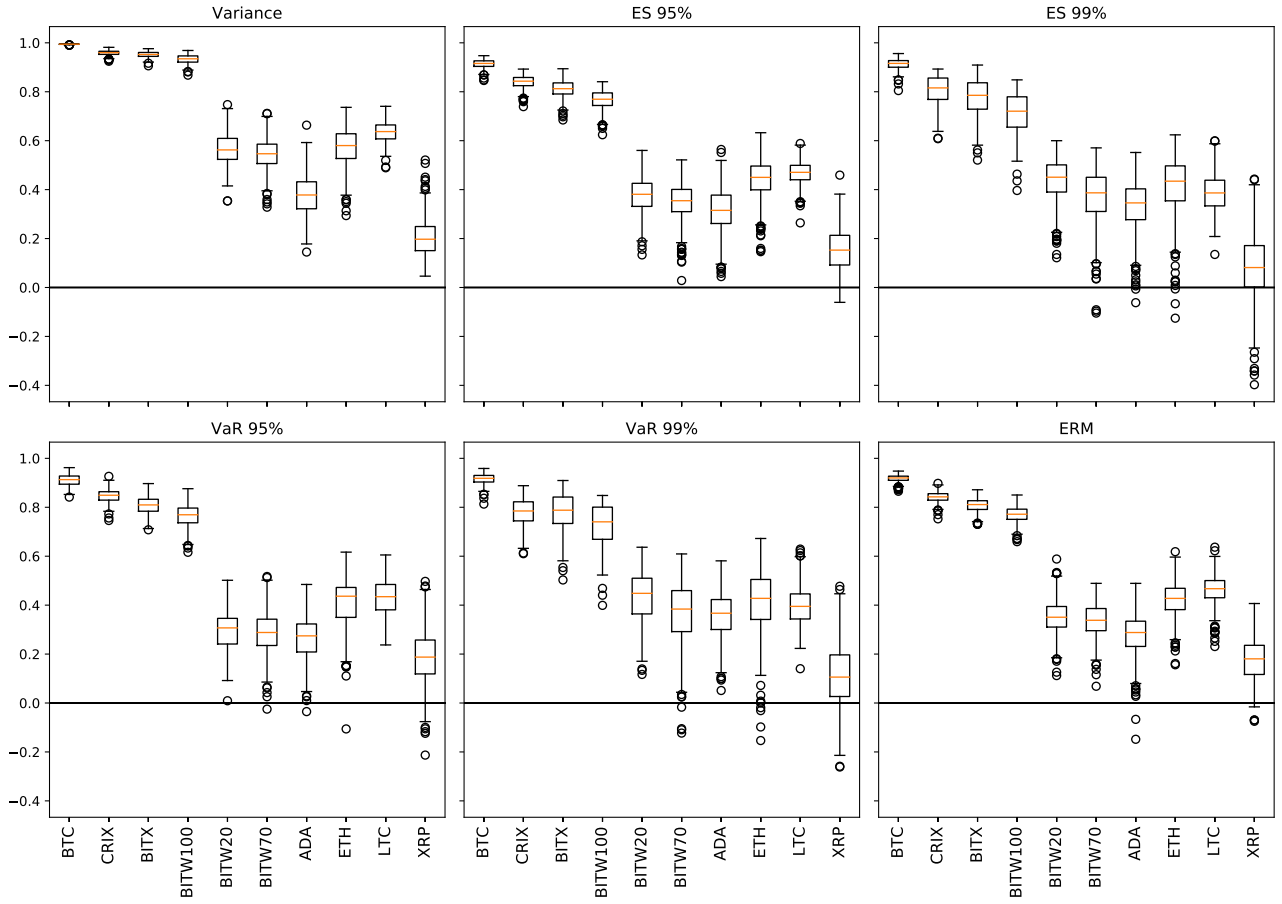 Variance
ES 95%
ES 99%
1.0
0.8
0.6
0.4
0.2
0.0
−0.2
−0.4
VaR 95%
VaR 99%
ERM
1.0
0.8
0.6
0.4
0.2
0.0
−0.2
−0.4
BTC
CRIX
BITX
BITW100
BITW20
BITW70
ADA
ETH
LTC
XRP
BTC
CRIX
BITX
BITW100
BITW20
BITW70
ADA
ETH
LTC
XRP
BTC
CRIX
BITX
BITW100
BITW20
BITW70
ADA
ETH
LTC
XRP